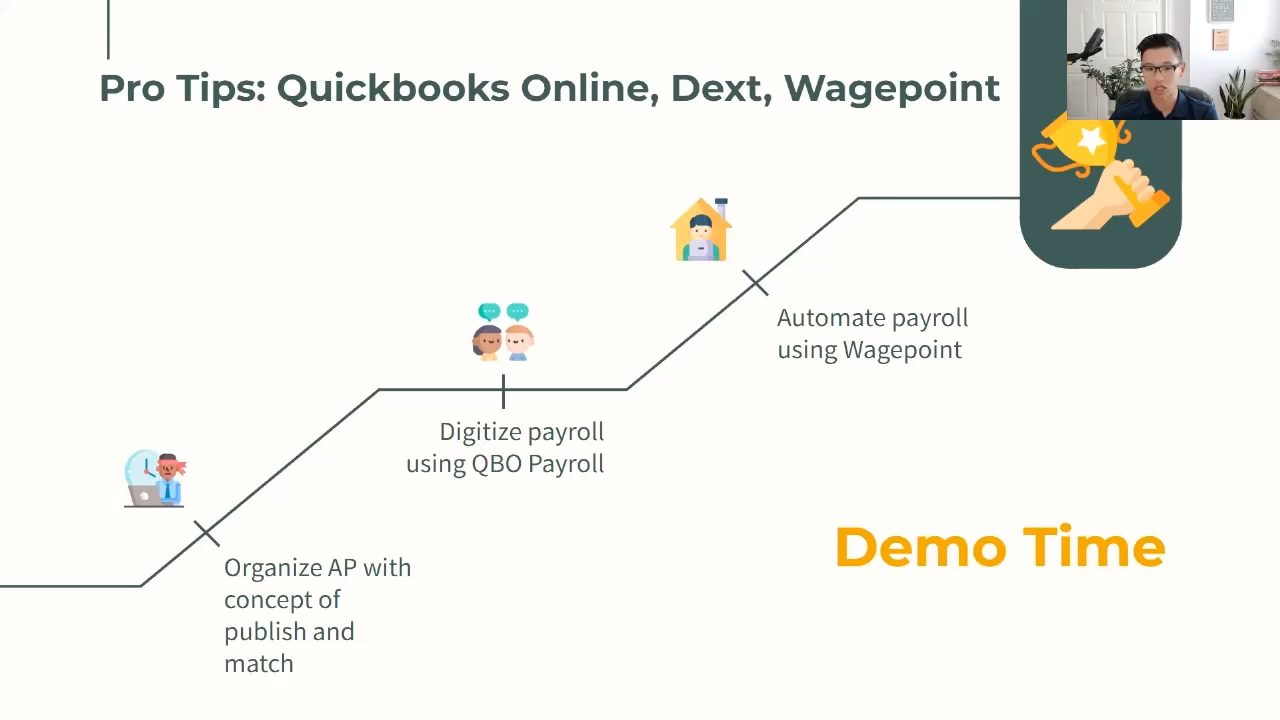 Pro Tips: Quickbooks Online, Dext, Wagepoint
Automate payroll
using Wagepoint
Digitize payroll
using QBO Payroll
Demo Time
Organize AP with
concept of
publish and
match